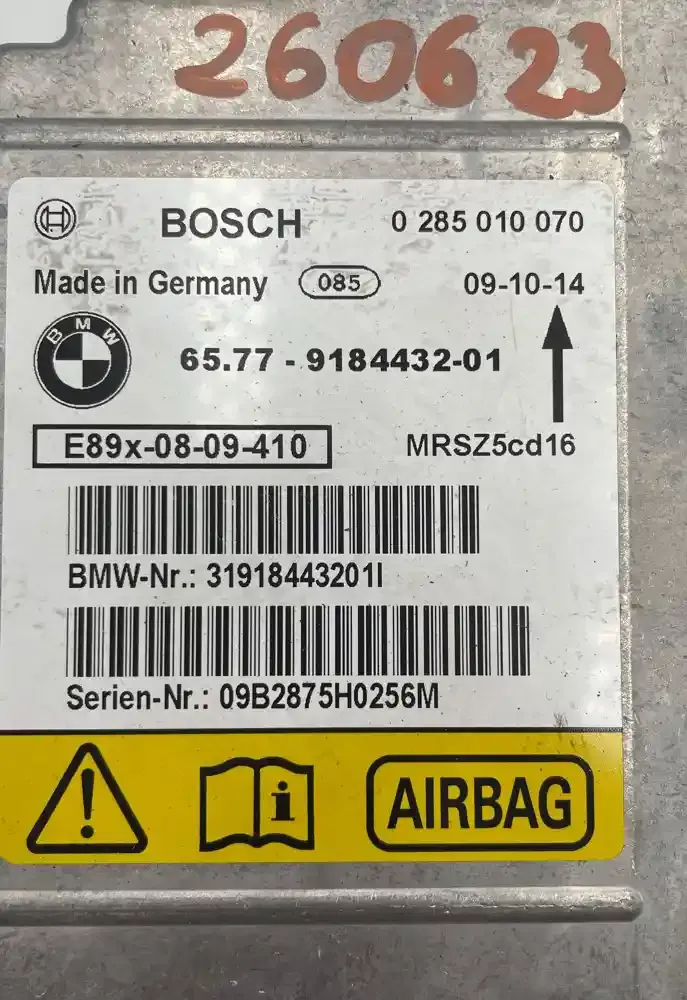 260623
BOSCH 0 285 010 070
Made in Germany 085 09-10-14
BMW
65.77 - 9184432-01
E89x-08-09-410 MRSZ5cd16
BMW-Nr.: 31918443201I
Serien-Nr.: 09B2875H0256M
! i AIRBAG